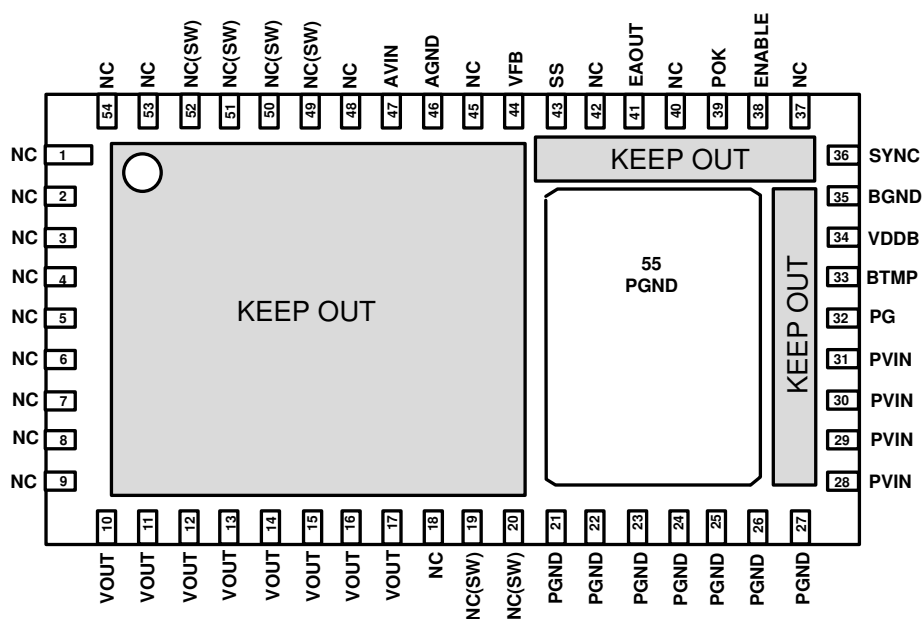 NC NC NC(SW) NC(SW) NC(SW) NC(SW) NC AVIN AGND NC VFB SS NC EAOUT NC POK ENABLE NC
54 53 52 51 50 49 48 47 46 45 44 43 42 41 40 39 38 37
NC 1
KEEP OUT
36 SYNC
NC 2
35 BGND
NC 3
34 VDDB
55
PGND
NC 4
33 BTMP
KEEP OUT
KEEP OUT
NC 5
32 PG
NC 6
31 PVIN
NC 7
30 PVIN
NC 8
29 PVIN
NC 9
28 PVIN
10 11 12 13 14 15 16 17 18 19 20 21 22 23 24 25 26 27
VOUT VOUT VOUT VOUT VOUT VOUT VOUT VOUT NC NC(SW) NC(SW) PGND PGND PGND PGND PGND PGND PGND